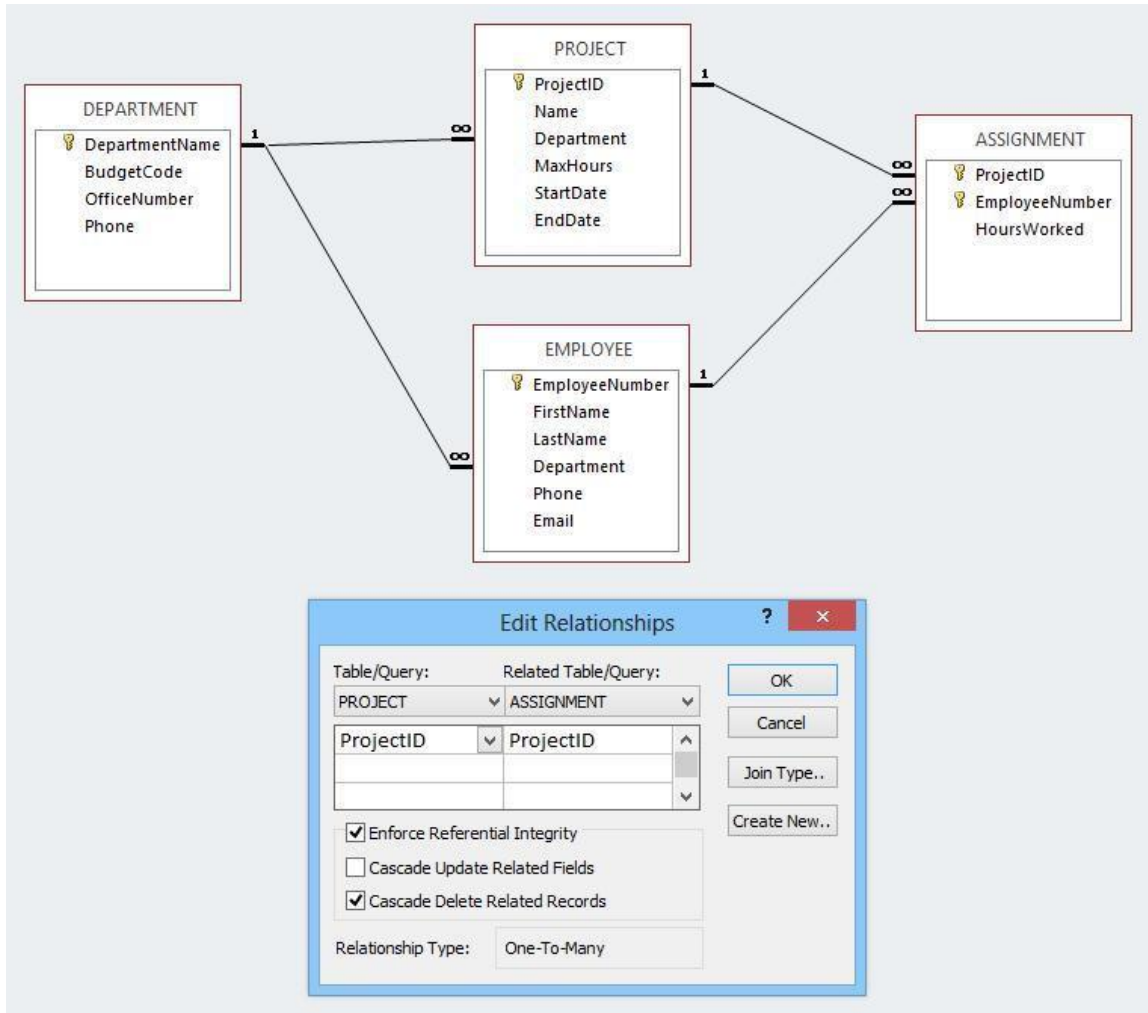 DEPARTMENT
DepartmentName
BudgetCode
OfficeNumber
Phone
1
∞
∞
PROJECT
ProjectID
Name
Department
MaxHours
StartDate
EndDate
1
∞
∞
ASSIGNMENT
ProjectID
EmployeeNumber
HoursWorked
EMPLOYEE
EmployeeNumber
FirstName
LastName
Department
Phone
Email
1
Edit Relationships ? ×
Table/Query: Related Table/Query:
PROJECT ASSIGNMENT
ProjectID ProjectID
Enforce Referential Integrity
Cascade Update Related Fields
Cascade Delete Related Records
Relationship Type: One-To-Many
OK
Cancel
Join Type..
Create New..